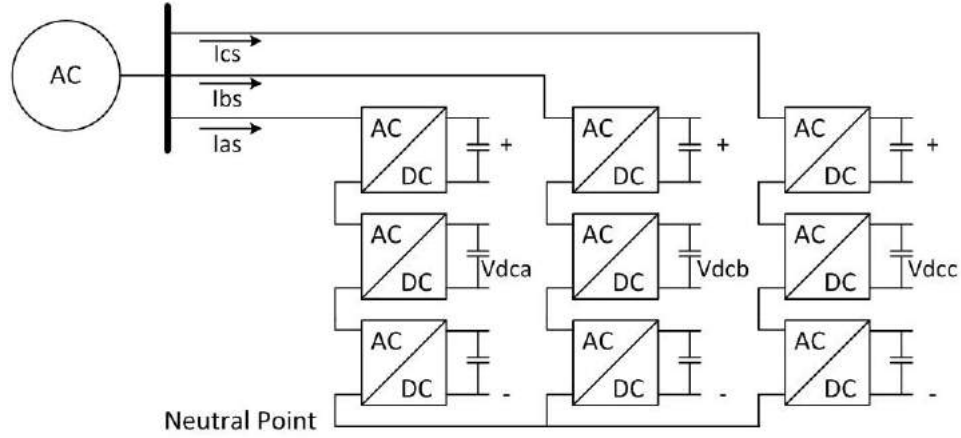 AC
Ics
Ibs
Ias
AC DC +
AC DC +
AC DC +
AC DC Vdca
AC DC Vdcb
AC DC Vdcc
AC DC -
AC DC -
AC DC -
Neutral Point